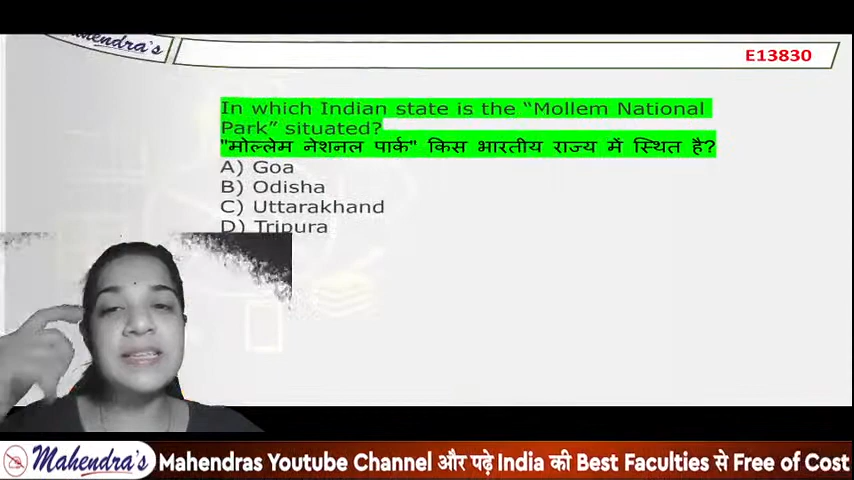 mahendra's
E13830
In which Indian state is the “Mollem National
Park” situated?
"मोल्लेम नेशनल पार्क" किस भारतीय राज्य में स्थित है?
A) Goa
B) Odisha
C) Uttarakhand
D) Tripura
Mahendra's Mahendras Youtube Channel और पढ़े India की Best Faculties से Free of Cost